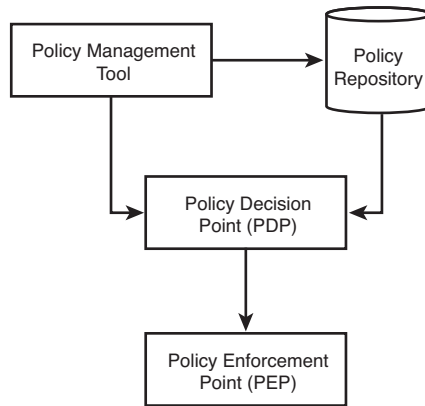 Policy Management
Tool
Policy
Repository
Policy Decision
Point (PDP)
Policy Enforcement
Point (PEP)